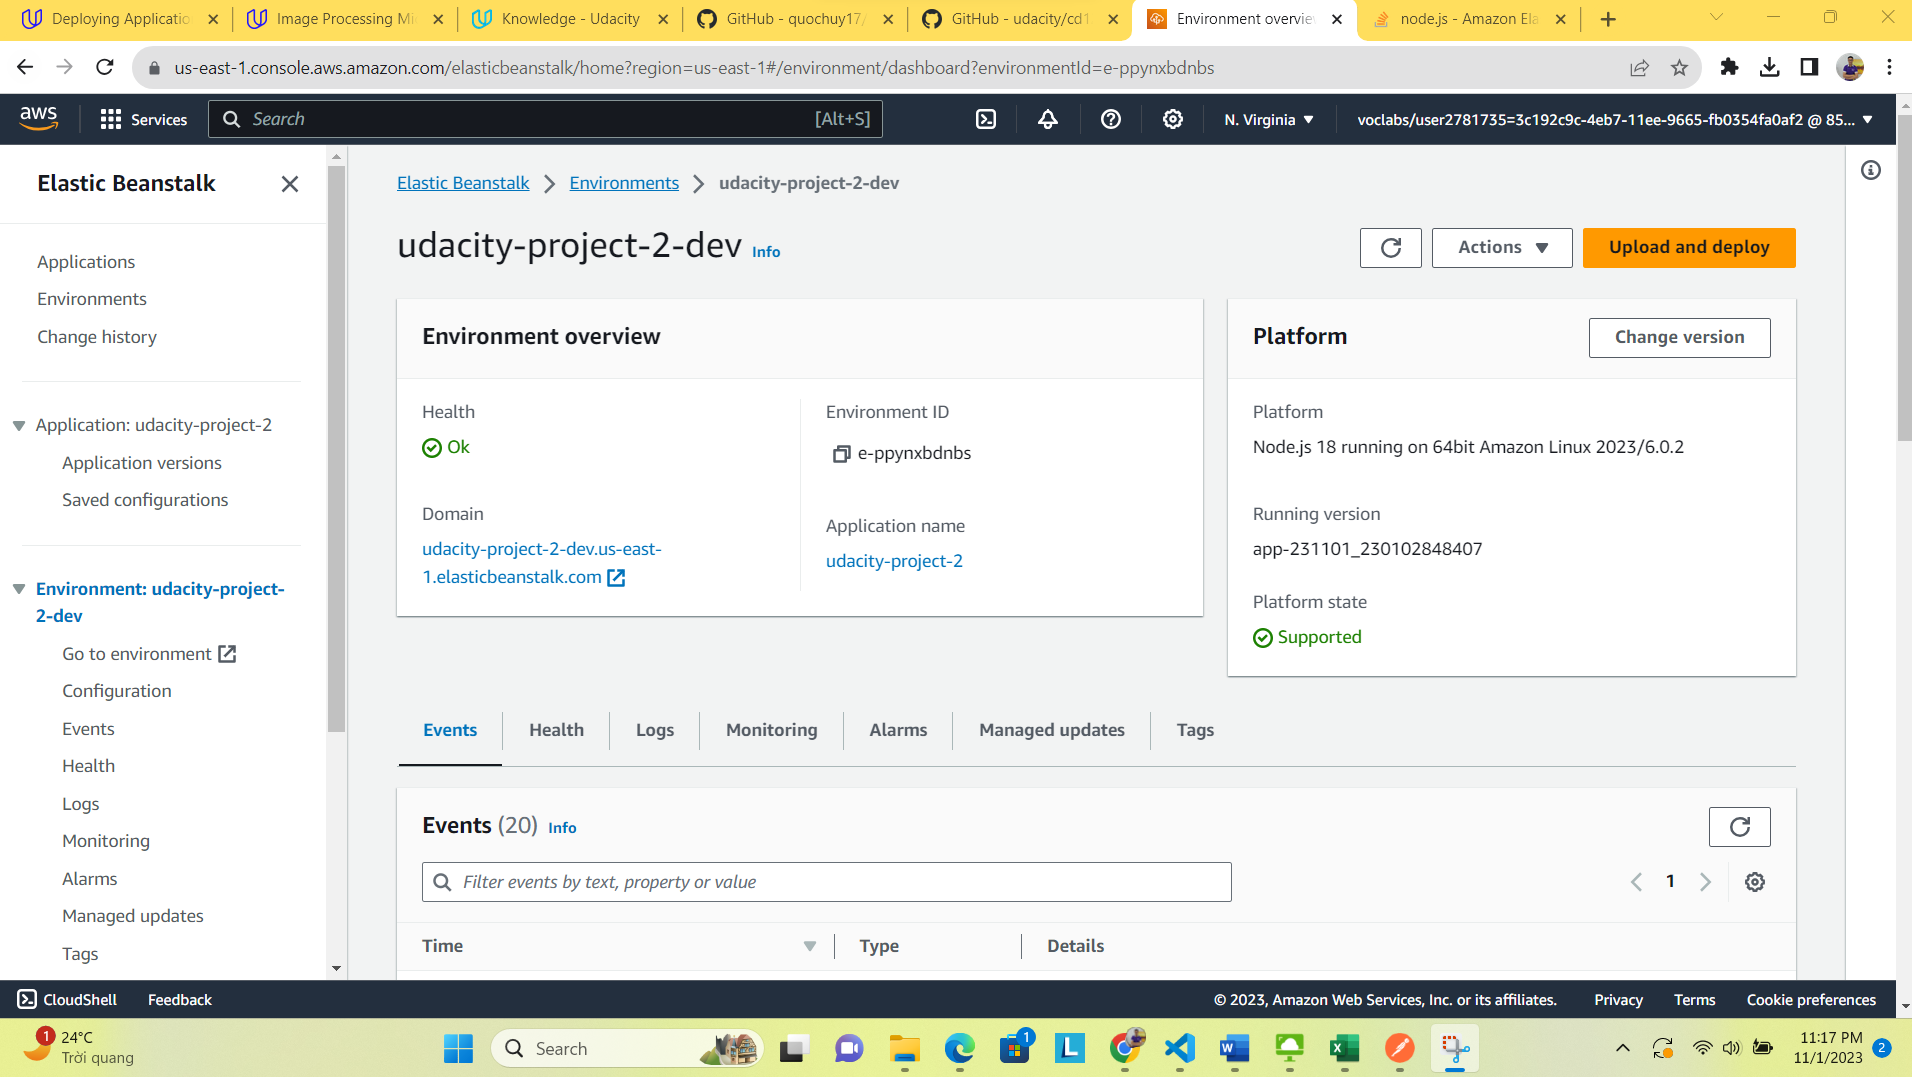 Deploying Applicatio
Image Processing Mi
Knowledge - Udacity
GitHub - quochuy17/
GitHub - udacity/cd1
Environment overvie
node.js - Amazon Ela
us-east-1.console.aws.amazon.com/elasticbeanstalk/home?region=us-east-1#/environment/dashboard?environmentId=e-ppynxbdnbs
aws
Services
Search
[Alt+S]
N. Virginia
voclabs/user2781735=3c192c9c-4eb7-11ee-9665-fb0354fa0af2 @ 85...
Elastic Beanstalk
Applications
Environments
Change history
Application: udacity-project-2
Application versions
Saved configurations
Environment: udacity-project-
2-dev
Go to environment
Configuration
Events
Health
Logs
Monitoring
Alarms
Managed updates
Tags
Elastic Beanstalk
Environments
udacity-project-2-dev
udacity-project-2-dev Info
Actions
Upload and deploy
Environment overview
Health
Ok
Domain
udacity-project-2-dev.us-east-
1.elasticbeanstalk.com
Environment ID
e-ppynxbdnbs
Application name
udacity-project-2
Platform
Change version
Platform
Node.js 18 running on 64bit Amazon Linux 2023/6.0.2
Running version
app-231101_230102848407
Platform state
Supported
Events
Health
Logs
Monitoring
Alarms
Managed updates
Tags
Events (20) Info
Filter events by text, property or value
1
Time
Type
Details
CloudShell
Feedback
© 2023, Amazon Web Services, Inc. or its affiliates.
Privacy
Terms
Cookie preferences
1
24°C
Trời quang
Search
1
L
W
X
11:17 PM
11/1/2023
2